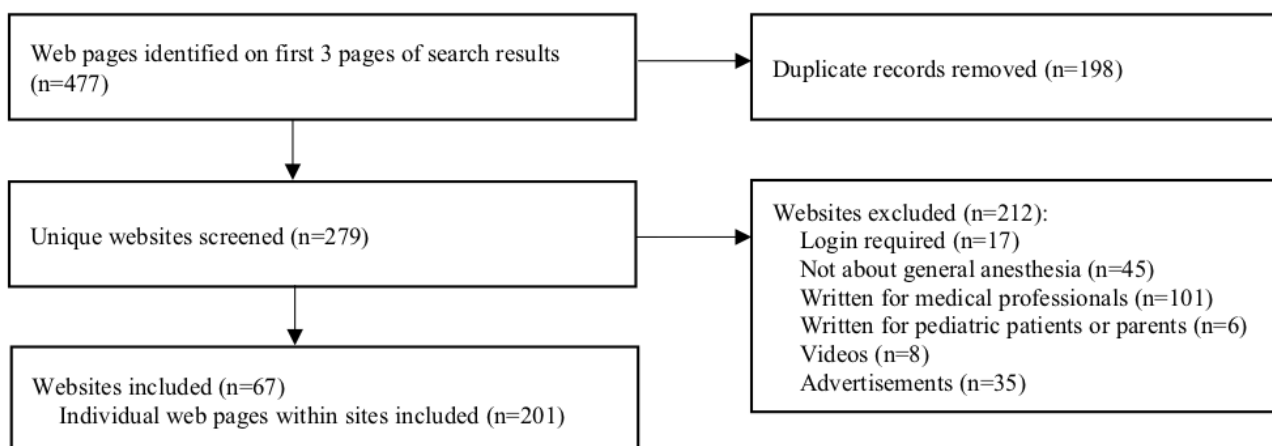 Web pages identified on first 3 pages of search results
(n=477)
Duplicate records removed (n=198)
Unique websites screened (n=279)
Websites excluded (n=212):
Login required (n=17)
Not about general anesthesia (n=45)
Written for medical professionals (n=101)
Written for pediatric patients or parents (n=6)
Videos (n=8)
Advertisements (n=35)
Websites included (n=67)
Individual web pages within sites included (n=201)